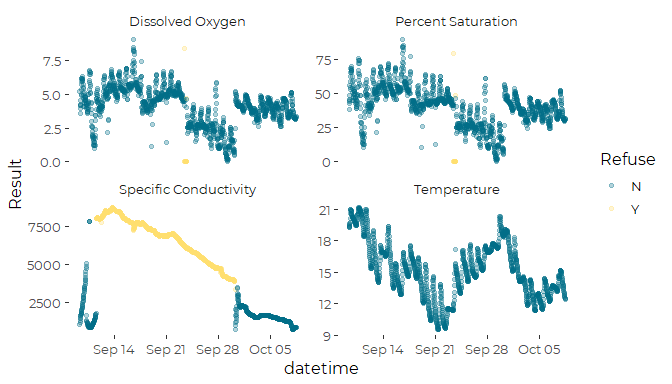 Dissolved Oxygen
Percent Saturation
7.5
5.0
2.5
0.0
75
50
25
0
Result
Specific Conductivity
Temperature
7500
5000
2500
21
18
15
12
9
Sep 14 Sep 21 Sep 28 Oct 05
Sep 14 Sep 21 Sep 28 Oct 05
datetime
Refuse
N
Y